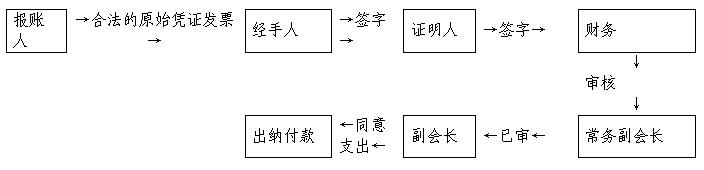 报账
人
→合法的原始凭证发票
→
经手人
→签字
→
证明人
→签字→
财务
↓
审核
↓
出纳付款
←同意
支出←
副会长
←已审←
常务副会长